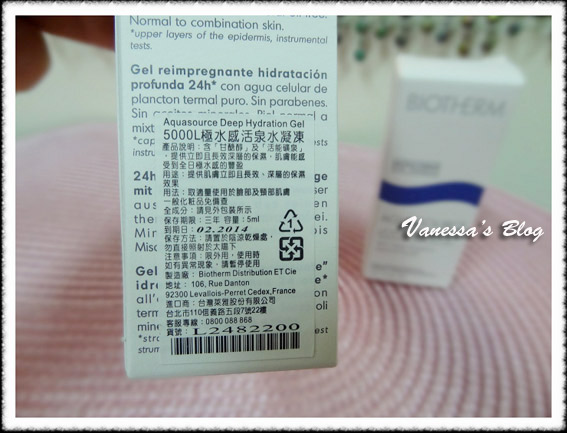 Normal to combination skin.
*upper layers of the epidermis, instrumental
tests.
Gel reimpregnante hidratación
profunda 24h* con agua celular de
plancton termal puro. Sin parabenes.
Aquasource Deep Hydration Gel
5000L極水感活泉水凝凍
產品說明：含「甘醣醇」及「活能礦泉」
，提供立即且長效深層的保濕，肌膚能感
受到全日極水感的豐盈
用途：提供肌膚立即且長效、深層的保濕
效果
用法：取適量使用於臉部及頸部肌膚
一般化粧品免備查
全成分：請見外包裝所示
保存期限：三年 容量：5ml
到期日：02.2014
保存方法：請置於陰涼乾燥處，
勿直接照射於太陽下
注意事項：限外用，使用時
如有異常現象，請暫停使用
製造廠：Biotherm Distribution ET Cie
地址：106, Rue Danton
92300 Levallois-Perret Cedex,France
進口商：台灣萊雅股份有限公司
台北市110信義路五段7號22樓
客服專線：0800 088 868
貨號：L2482200
BIOTHERM
Vanessa's Blog